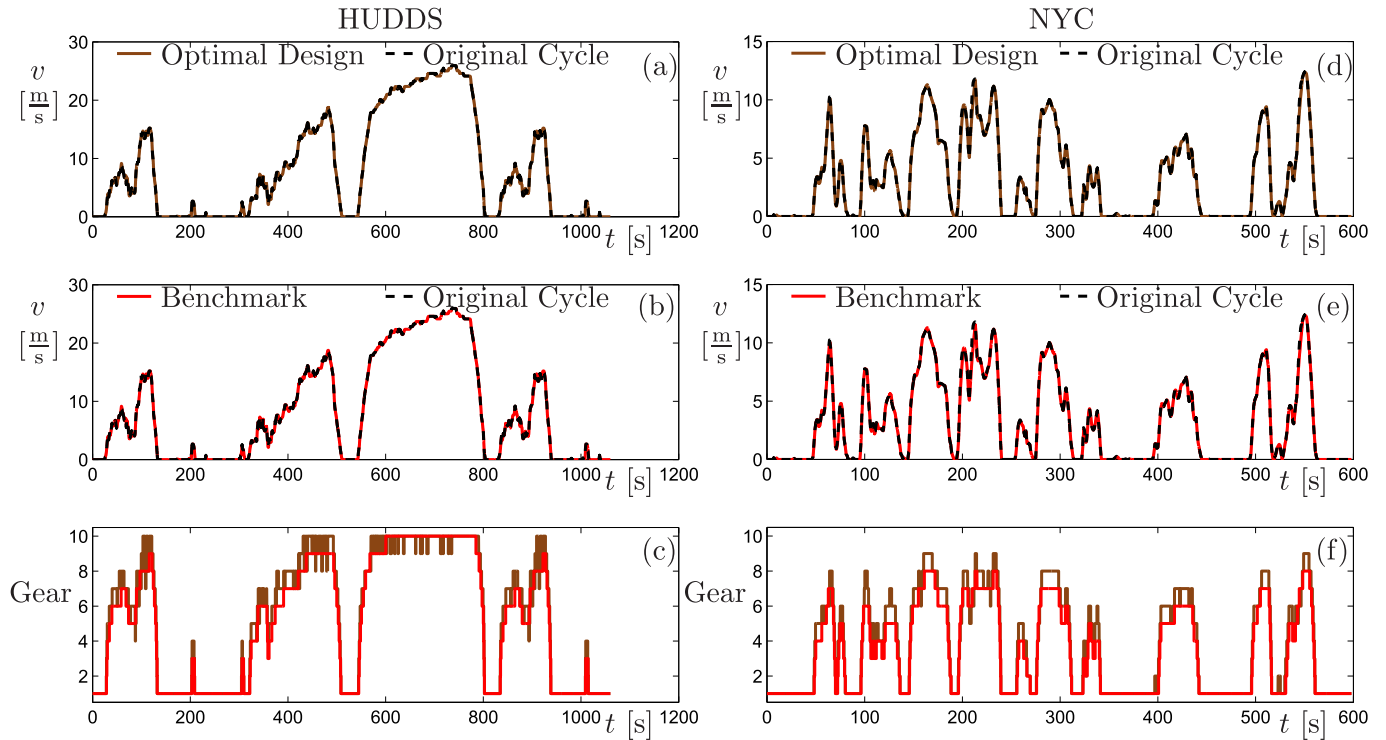 HUDDS
NYC
Optimal Design
Original Cycle
(a)
v
[m/s]
30
20
10
0
0 200 400 600 800 1000 1200
t [s]
Optimal Design
Original Cycle
(d)
v
[m/s]
15
10
5
0
0 100 200 300 400 500 600
t [s]
Benchmark
Original Cycle
(b)
v
[m/s]
30
20
10
0
0 200 400 600 800 1000 1200
t [s]
Benchmark
Original Cycle
(e)
v
[m/s]
15
10
5
0
0 100 200 300 400 500 600
t [s]
(c)
Gear
10
8
6
4
2
0 200 400 600 800 1000 1200
t [s]
(f)
Gear
10
8
6
4
2
0 100 200 300 400 500 600
t [s]